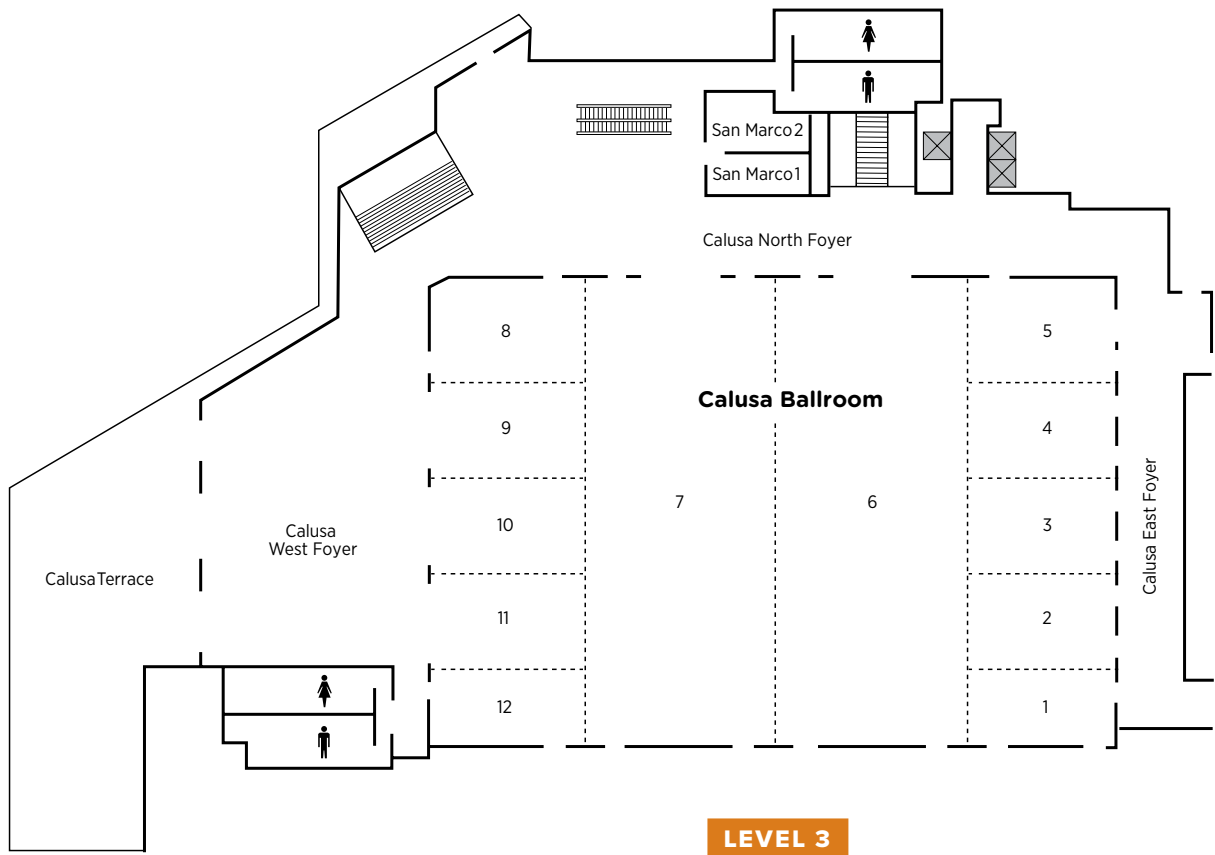 San Marco 2
San Marco 1
Calusa North Foyer
8
5
Calusa Ballroom
9
4
7
6
10
3
Calusa
West Foyer
Calusa East Foyer
Calusa Terrace
11
2
12
1
LEVEL 3